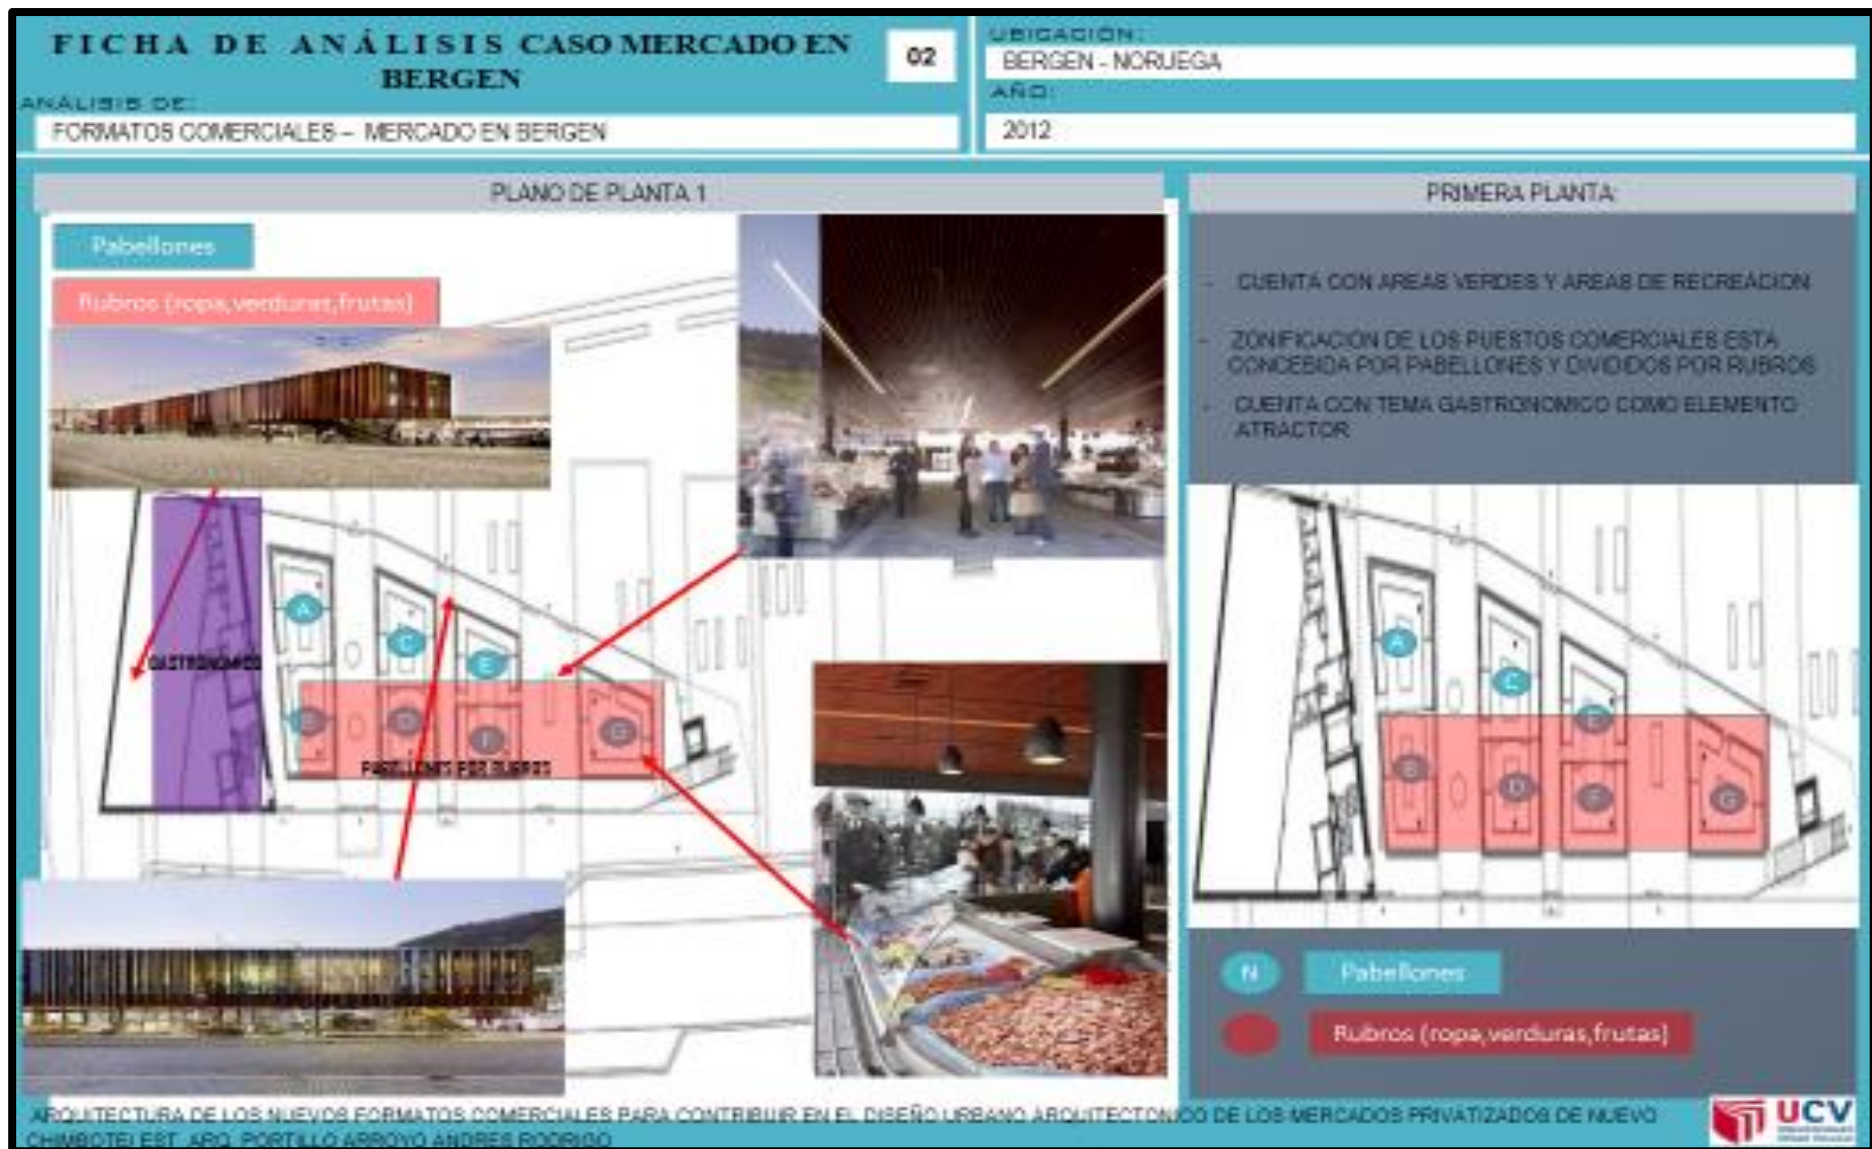 FICHA DE ANÁLISIS CASO MERCADO EN
BERGEN
02
ANÁLISIS DE:
FORMATOS COMERCIALES – MERCADO EN BERGEN
UBICACIÓN:
BERGEN - NORUEGA
AÑO:
2012
PLANO DE PLANTA 1
Pabellones
Rubros (ropa,verduras,frutas)
GASTRONOMICO
A
C
E
B
D
F
G
PABELLONES POR RUBROS
PRIMERA PLANTA:
- CUENTA CON AREAS VERDES Y AREAS DE RECREACION
- ZONIFICACION DE LOS PUESTOS COMERCIALES ESTA
CONCEBIDA POR PABELLONES Y DIVIDIDOS POR RUBROS
- CUENTA CON TEMA GASTRONOMICO COMO ELEMENTO
ATRACTOR
A
C
E
B
D
F
G
N
Pabellones
Rubros (ropa,verduras,frutas)
ARQUITECTURA DE LOS NUEVOS FORMATOS COMERCIALES PARA CONTRIBUIR EN EL DISEÑO URBANO ARQUITECTONICO DE LOS MERCADOS PRIVATIZADOS DE NUEVO
CHIMBOTE| EST. ARQ. PORTILLO ARROYO ANDRES RODRIGO
UCV